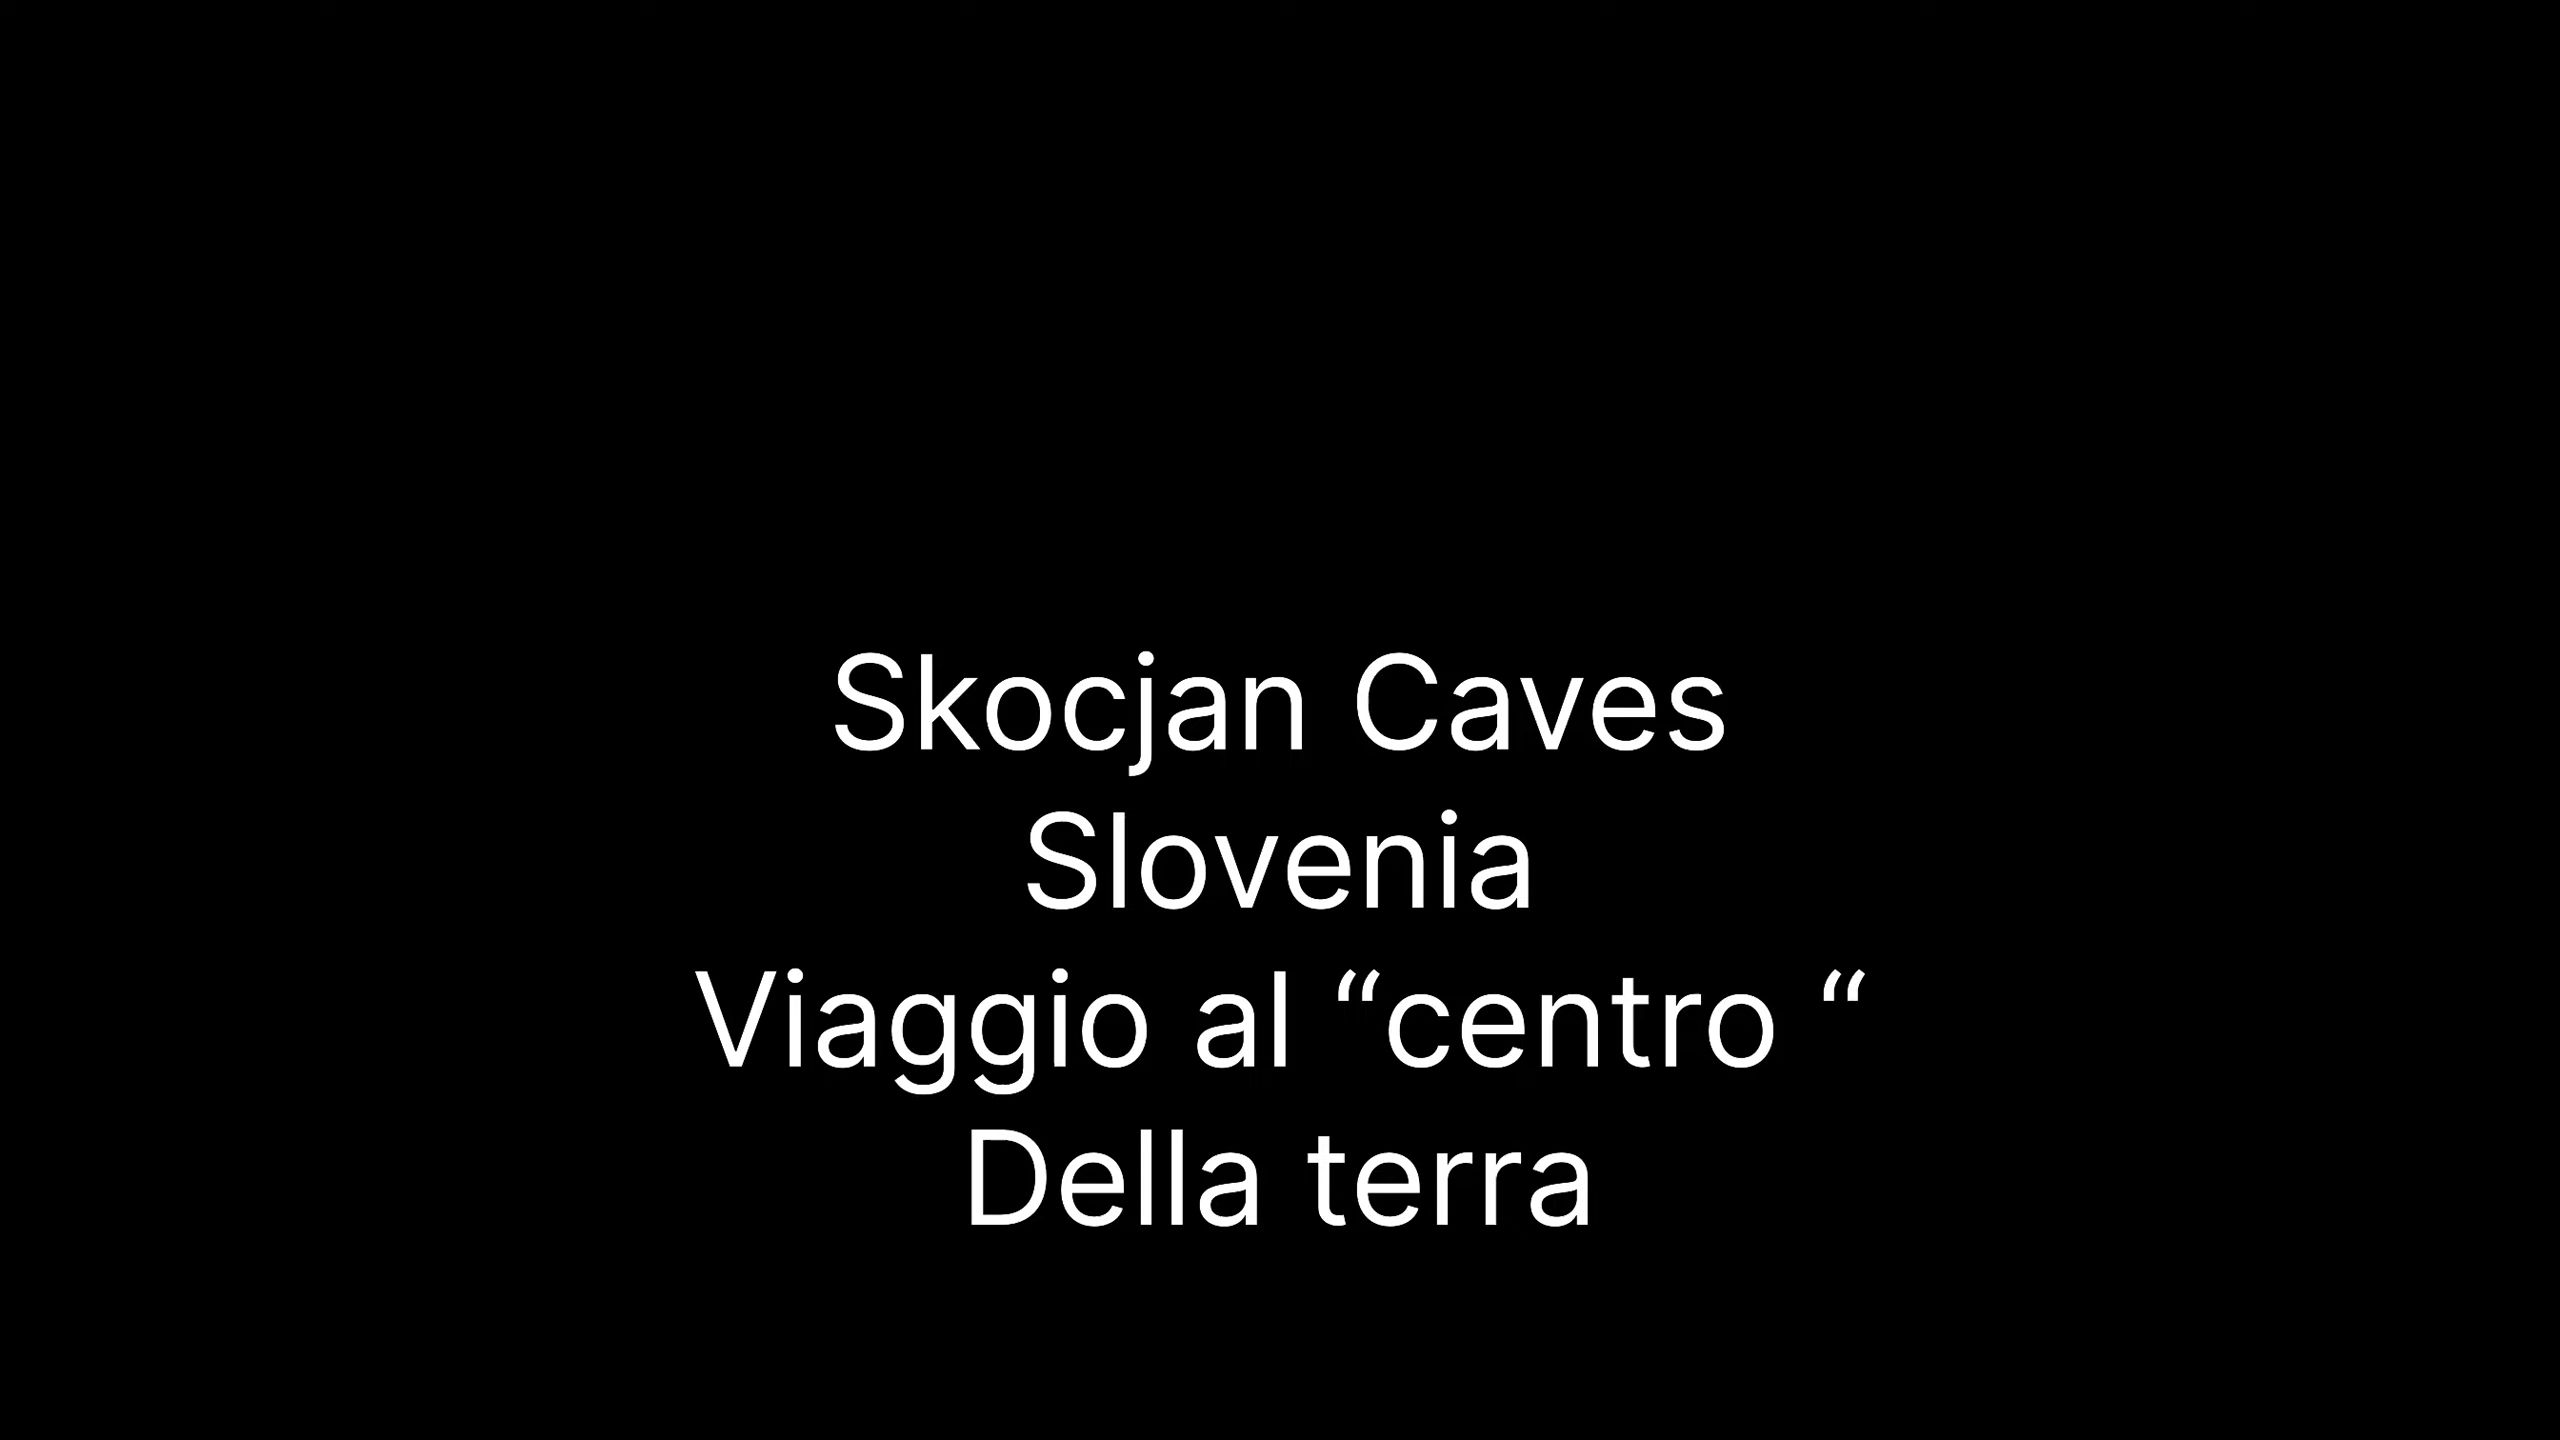 Skocjan Caves
Slovenia
Viaggio al “centro “
Della terra